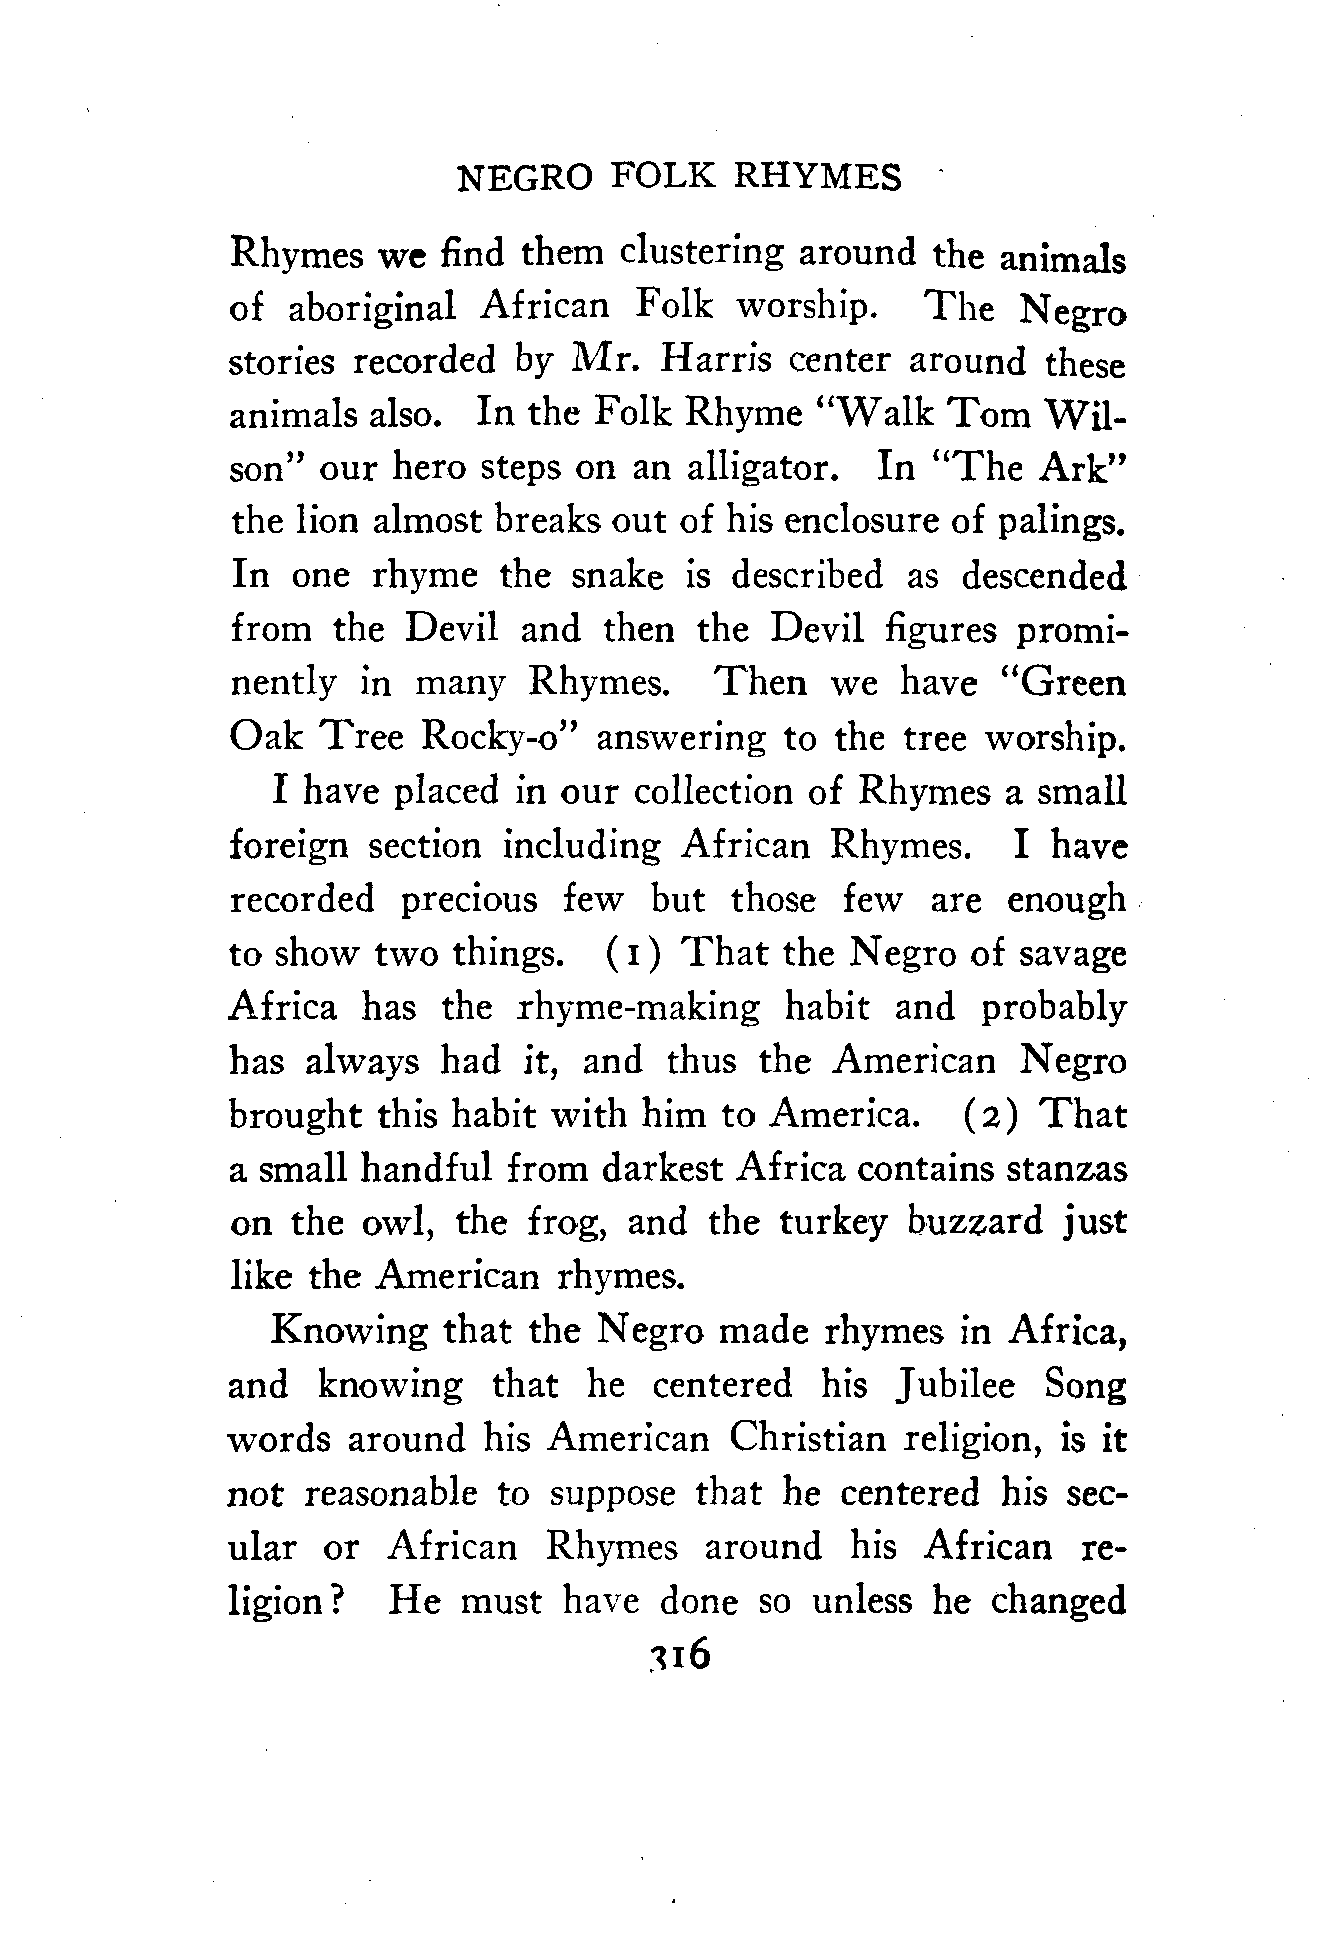 NEGRO FOLK RHYMES
Rhymes we find them clustering around the animals
of aboriginal African Folk worship. The Negro
stories recorded by Mr. Harris center around these
animals also. In the Folk Rhyme “Walk Tom Wil-
son” our hero steps on an alligator. In “The Ark”
the lion almost breaks out of his enclosure of palings.
In one rhyme the snake is described as descended
from the Devil and then the Devil figures promi-
nently in many Rhymes. Then we have “Green
Oak Tree Rocky-o” answering to the tree worship.
I have placed in our collection of Rhymes a small
foreign section including African Rhymes. I have
recorded precious few but those few are enough
to show two things. (1) That the Negro of savage
Africa has the rhyme-making habit and probably
has always had it, and thus the American Negro
brought this habit with him to America. (2) That
a small handful from darkest Africa contains stanzas
on the owl, the frog, and the turkey buzzard just
like the American rhymes.
Knowing that the Negro made rhymes in Africa,
and knowing that he centered his Jubilee Song
words around his American Christian religion, is it
not reasonable to suppose that he centered his sec-
ular or African Rhymes around his African re-
ligion? He must have done so unless he changed
316